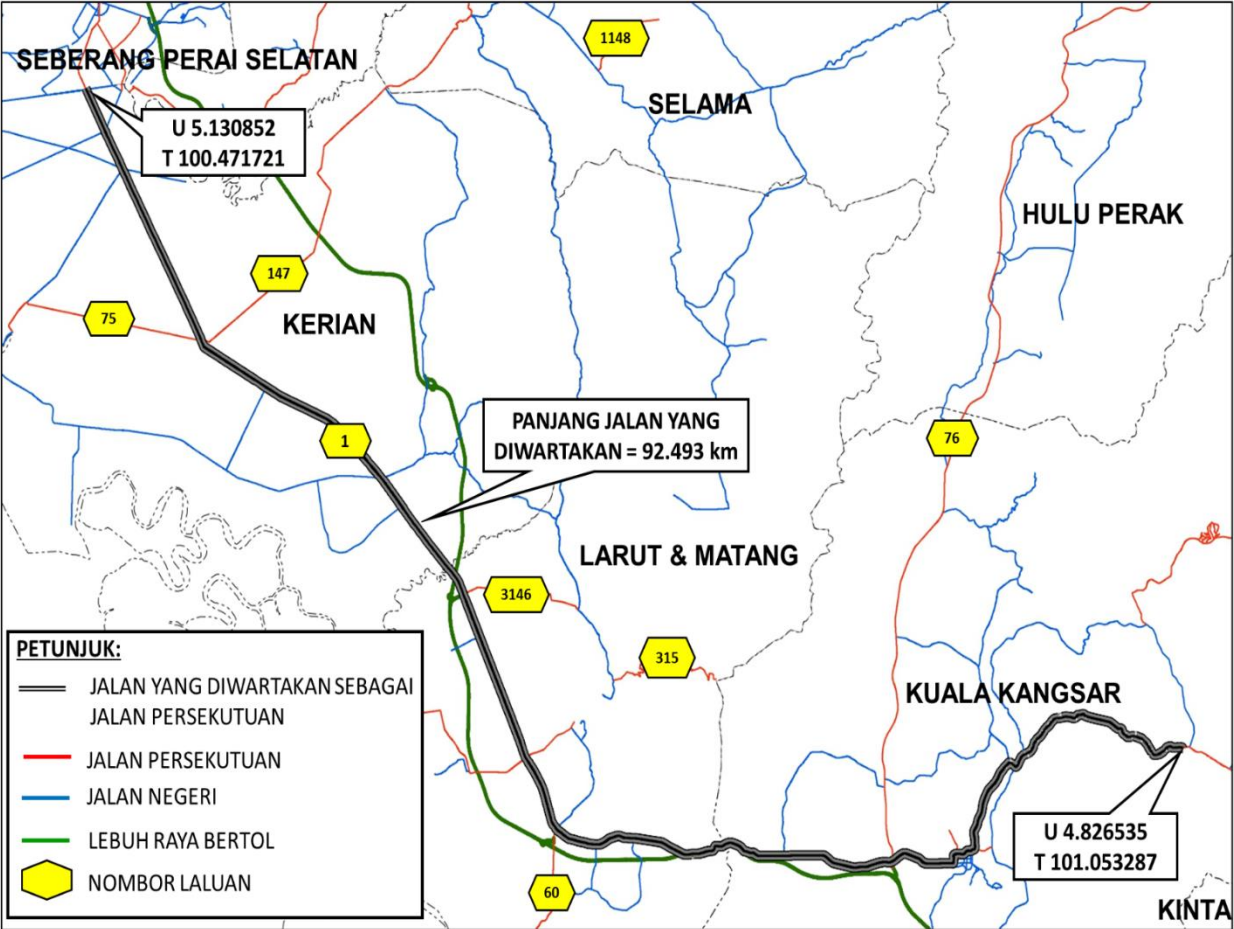 SEBERANG PERAI SELATAN
1148
SELAMA
U 5.130852
T 100.471721
HULU PERAK
147
75
KERIAN
1
PANJANG JALAN YANG
DIWARTAKAN = 92.493 km
76
LARUT & MATANG
3146
315
KUALA KANGSAR
PETUNJUK:
JALAN YANG DIWARTAKAN SEBAGAI
JALAN PERSEKUTUAN
JALAN PERSEKUTUAN
JALAN NEGERI
LEBUH RAYA BERTOL
NOMBOR LALUAN
U 4.826535
T 101.053287
60
KINTA